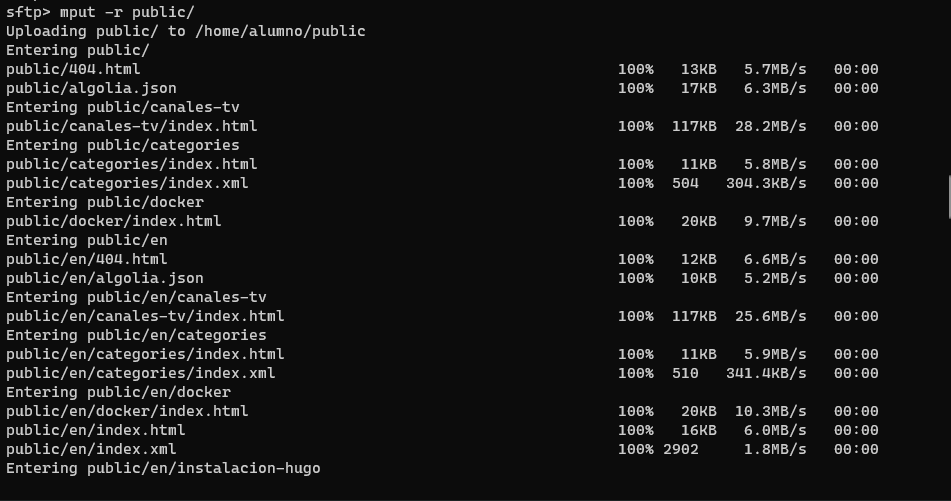 sftp> mput -r public/
Uploading public/ to /home/alumno/public
Entering public/
public/404.html 100% 13KB 5.7MB/s 00:00
public/algolia.json 100% 17KB 6.3MB/s 00:00
Entering public/canales-tv
public/canales-tv/index.html 100% 117KB 28.2MB/s 00:00
Entering public/categories
public/categories/index.html 100% 11KB 5.8MB/s 00:00
public/categories/index.xml 100% 504 304.3KB/s 00:00
Entering public/docker
public/docker/index.html 100% 20KB 9.7MB/s 00:00
Entering public/en
public/en/404.html 100% 12KB 6.6MB/s 00:00
public/en/algolia.json 100% 10KB 5.2MB/s 00:00
Entering public/en/canales-tv
public/en/canales-tv/index.html 100% 117KB 25.6MB/s 00:00
Entering public/en/categories
public/en/categories/index.html 100% 11KB 5.9MB/s 00:00
public/en/categories/index.xml 100% 510 341.4KB/s 00:00
Entering public/en/docker
public/en/docker/index.html 100% 20KB 10.3MB/s 00:00
public/en/index.html 100% 16KB 6.0MB/s 00:00
public/en/index.xml 100% 2902 1.8MB/s 00:00
Entering public/en/instalacion-hugo